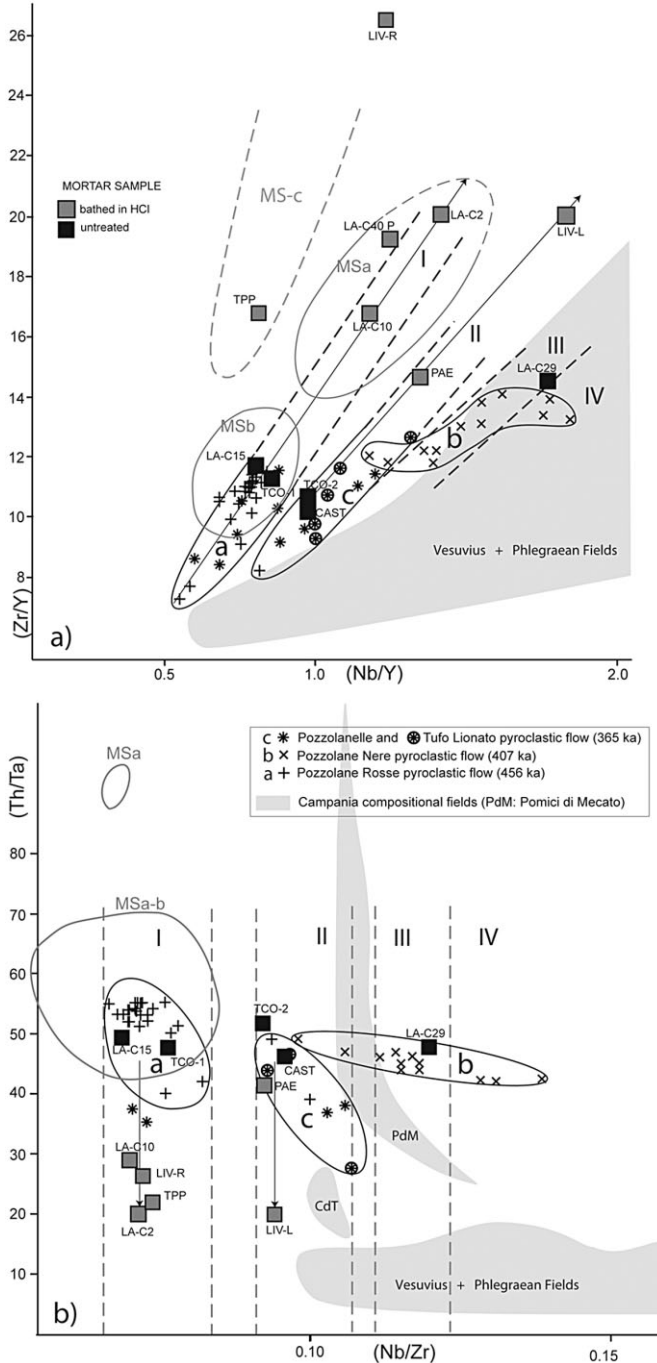 26
24
22
20
18
16
14
12
10
8
(Zr/Y)
LIV-R
MORTAR SAMPLE
bathed in HCl
untreated
MS-c
LA-C40 P
LA-C2
LIV-L
MSa
I
TPP
LA-C10
II
PAE
III
LA-C29
IV
MSb
LA-C15
b
TCO-1
TCO-2
c
CAST
a
Vesuvius + Phlegraean Fields
a)
0.5
1.0
(Nb/Y)
2.0
(Th/Ta)
MSa
c * Pozzolanelle and ⊛ Tufo Lionato pyroclastic flow (365 ka)
b × Pozzolane Nere pyroclastic flow (407 ka)
a + Pozzolane Rosse pyroclastic flow (456 ka)
Campania compositional fields (PdM: Pomici di Mecato)
80
70
60
50
40
30
20
10
MSa-b
I
II
III
IV
TCO-2
LA-C15
a
TCO-1
CAST
LA-C29
b
PAE
c
PdM
LA-C10
LIV-R
TPP
LA-C2
LIV-L
CdT
Vesuvius + Phlegraean Fields
b)
0.10
(Nb/Zr)
0.15